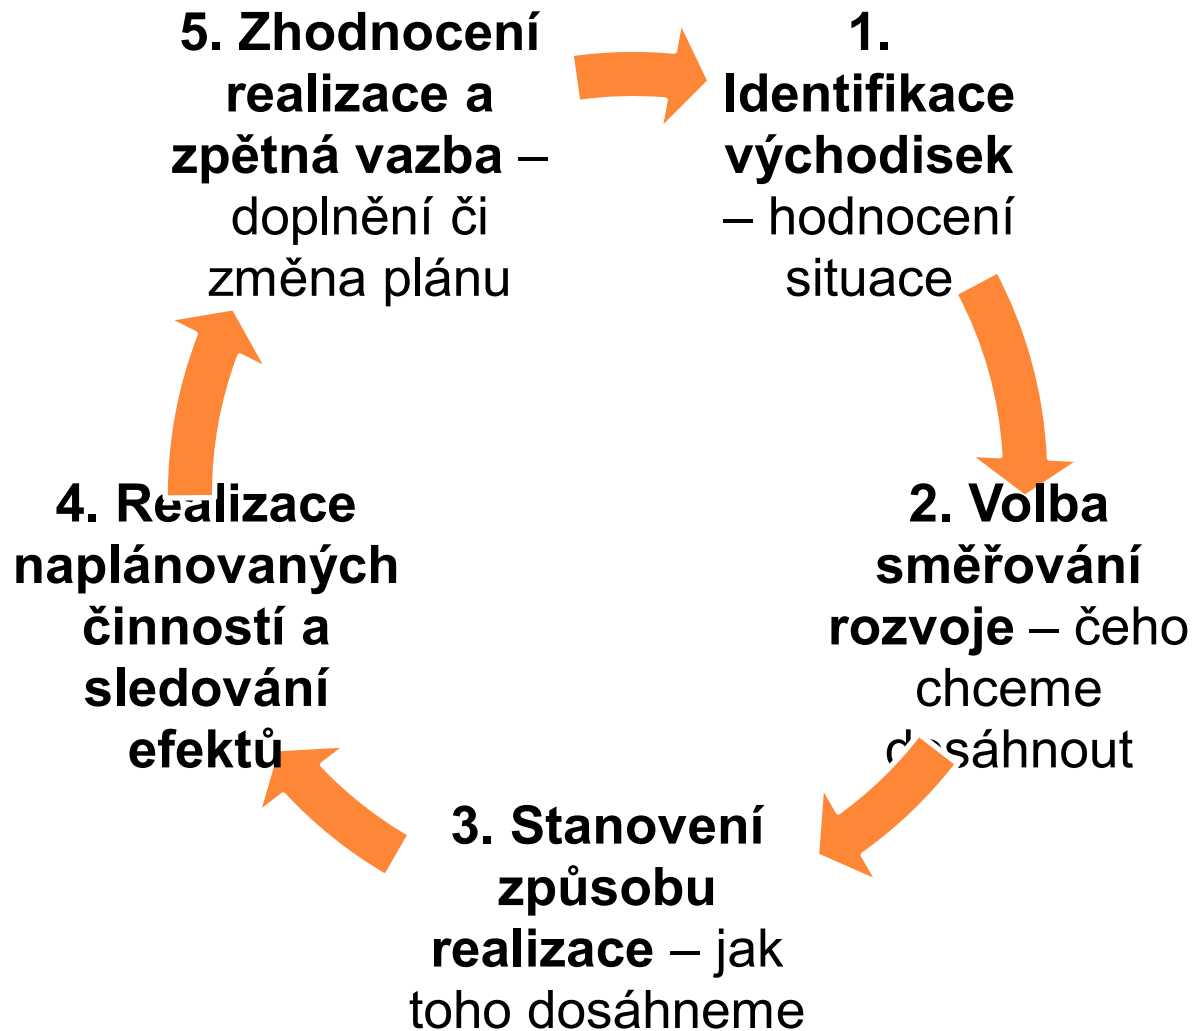 1.
Identifikace
východisek
– hodnocení
situace
2. Volba
směřování
rozvoje – čeho
chceme
dosáhnout
3. Stanovení
způsobu
realizace – jak
toho dosáhneme
4. Realizace
naplánovaných
činností a
sledování
efektů
5. Zhodnocení
realizace a
zpětná vazba –
doplnění či
změna plánu